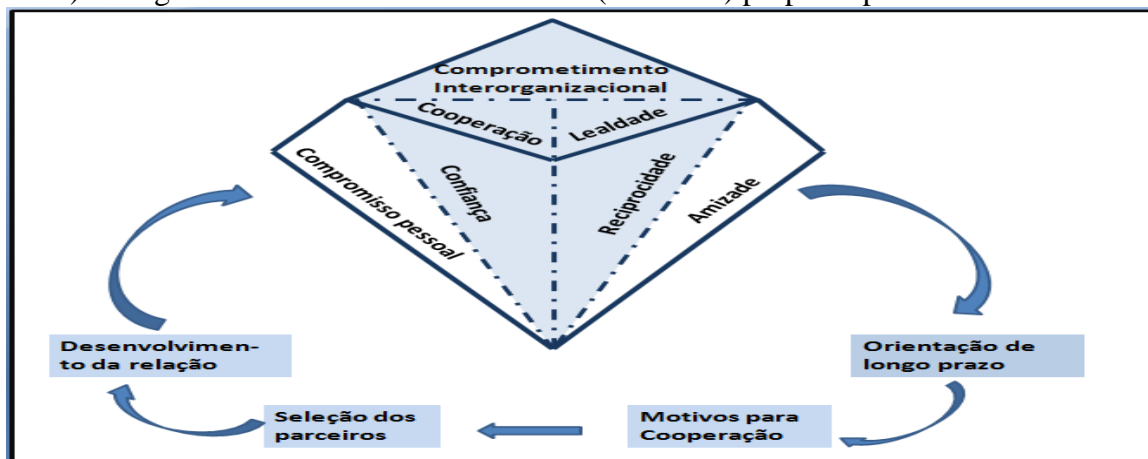 Comprometimento
Interorganizacional
Cooperação
Lealdade
Compromisso pessoal
Confiança
Reciprocidade
Amizade
Desenvolvimen-
to da relação
Orientação de
longo prazo
Seleção dos
parceiros
Motivos para
Cooperação